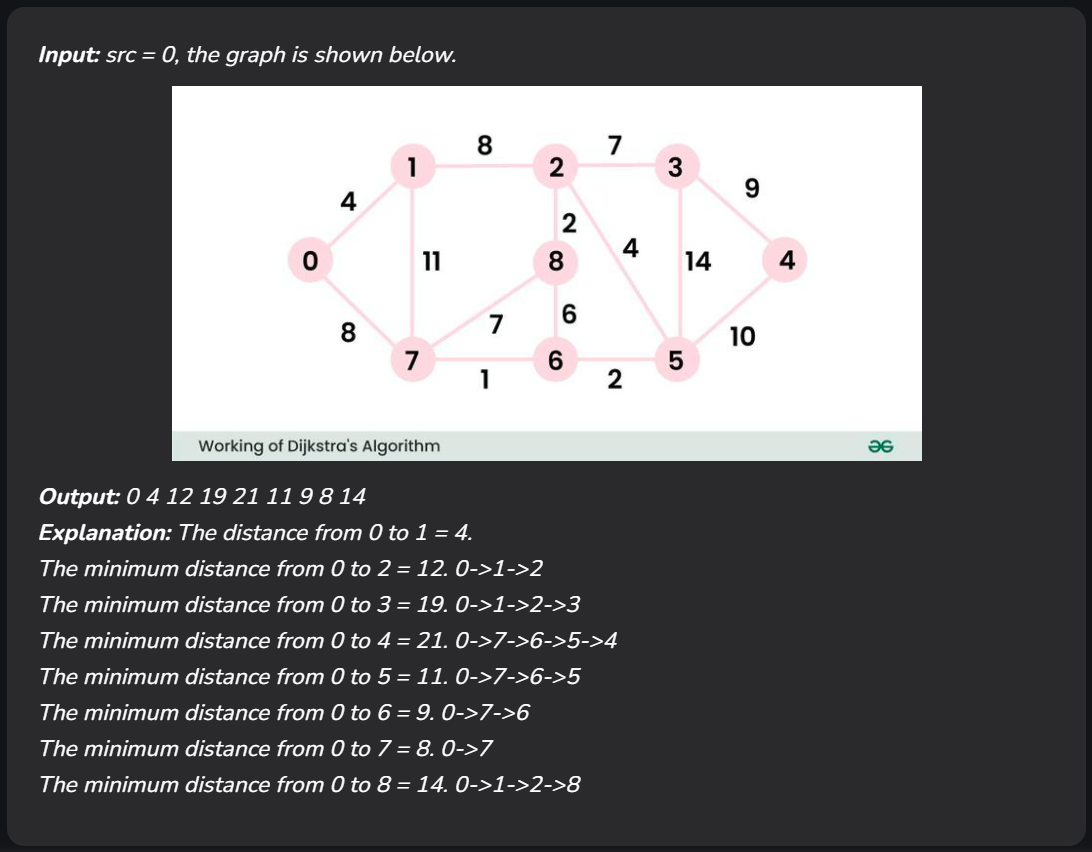 Input: src = 0, the graph is shown below.
8 7
1 2 3
4 9
2
4
0 11 8 14 4
6
8 7 10
7 6 5
1 2
Working of Dijkstra's Algorithm
Output: 0 4 12 19 21 11 9 8 14
Explanation: The distance from 0 to 1 = 4.
The minimum distance from 0 to 2 = 12. 0->1->2
The minimum distance from 0 to 3 = 19. 0->1->2->3
The minimum distance from 0 to 4 = 21. 0->7->6->5->4
The minimum distance from 0 to 5 = 11. 0->7->6->5
The minimum distance from 0 to 6 = 9. 0->7->6
The minimum distance from 0 to 7 = 8. 0->7
The minimum distance from 0 to 8 = 14. 0->1->2->8